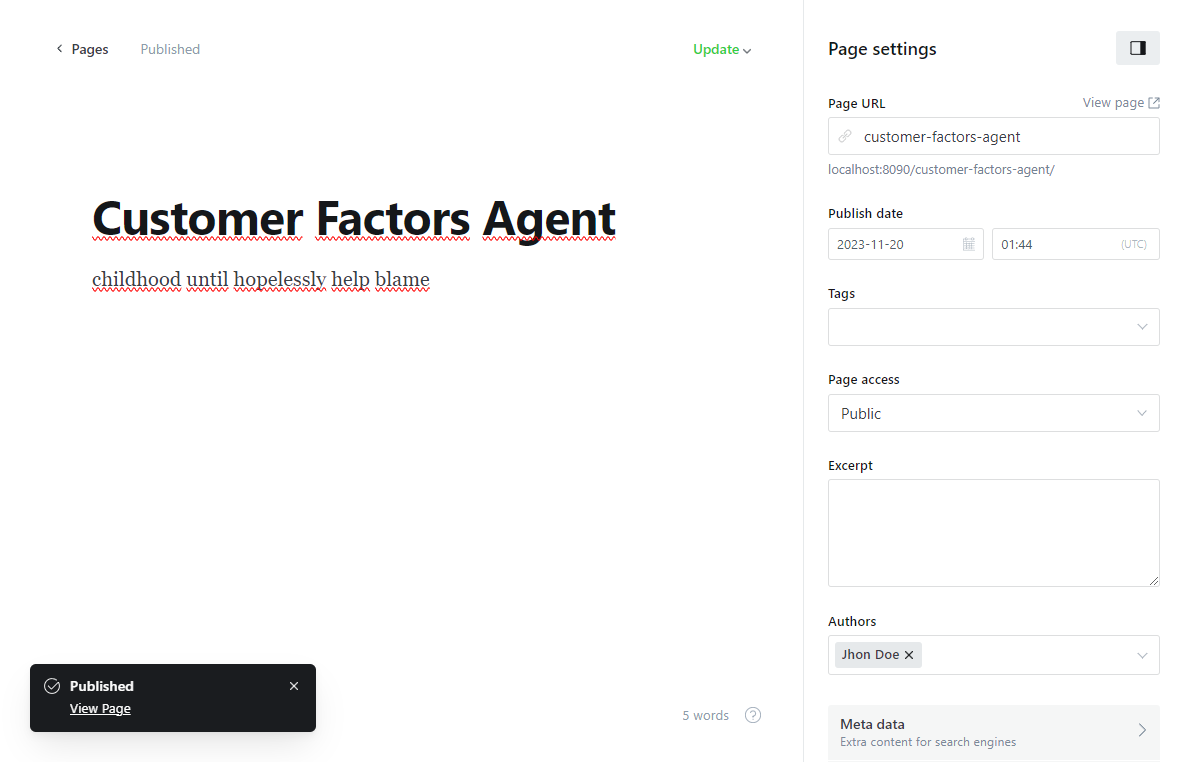 Pages
Published
Update
Customer Factors Agent
childhood until hopelessly help blame
Published
View Page
5 words
?
Page settings
Page URL
View page
customer-factors-agent
localhost:8090/customer-factors-agent/
Publish date
2023-11-20
01:44
(UTC)
Tags
Page access
Public
Excerpt
Authors
Jhon Doe
Meta data
Extra content for search engines